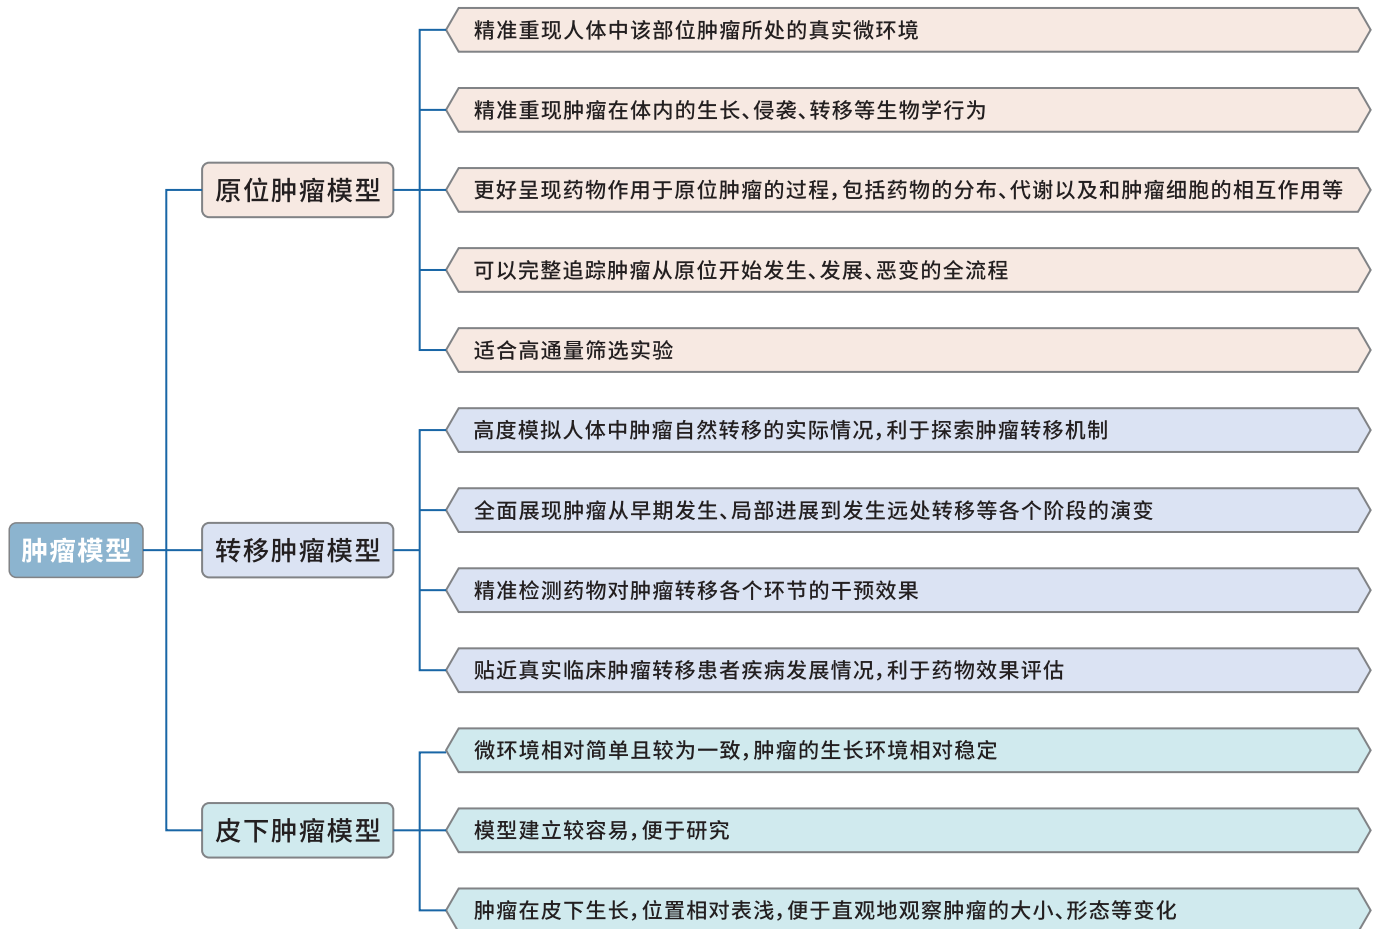 肿瘤模型
原位肿瘤模型
精准重现人体中该部位肿瘤所处的真实微环境
精准重现肿瘤在体内的生长、侵袭、转移等生物学行为
更好呈现药物作用于原位肿瘤的过程,包括药物的分布、代谢以及和肿瘤细胞的相互作用等
可以完整追踪肿瘤从原位开始发生、发展、恶变的全流程
适合高通量筛选实验
转移肿瘤模型
高度模拟人体中肿瘤自然转移的实际情况,利于探索肿瘤转移机制
全面展现肿瘤从早期发生、局部进展到发生远处转移等各个阶段的演变
精准检测药物对肿瘤转移各个环节的干预效果
贴近真实临床肿瘤转移患者疾病发展情况,利于药物效果评估
皮下肿瘤模型
微环境相对简单且较为一致,肿瘤的生长环境相对稳定
模型建立较容易,便于研究
肿瘤在皮下生长,位置相对表浅,便于直观地观察肿瘤的大小、形态等变化